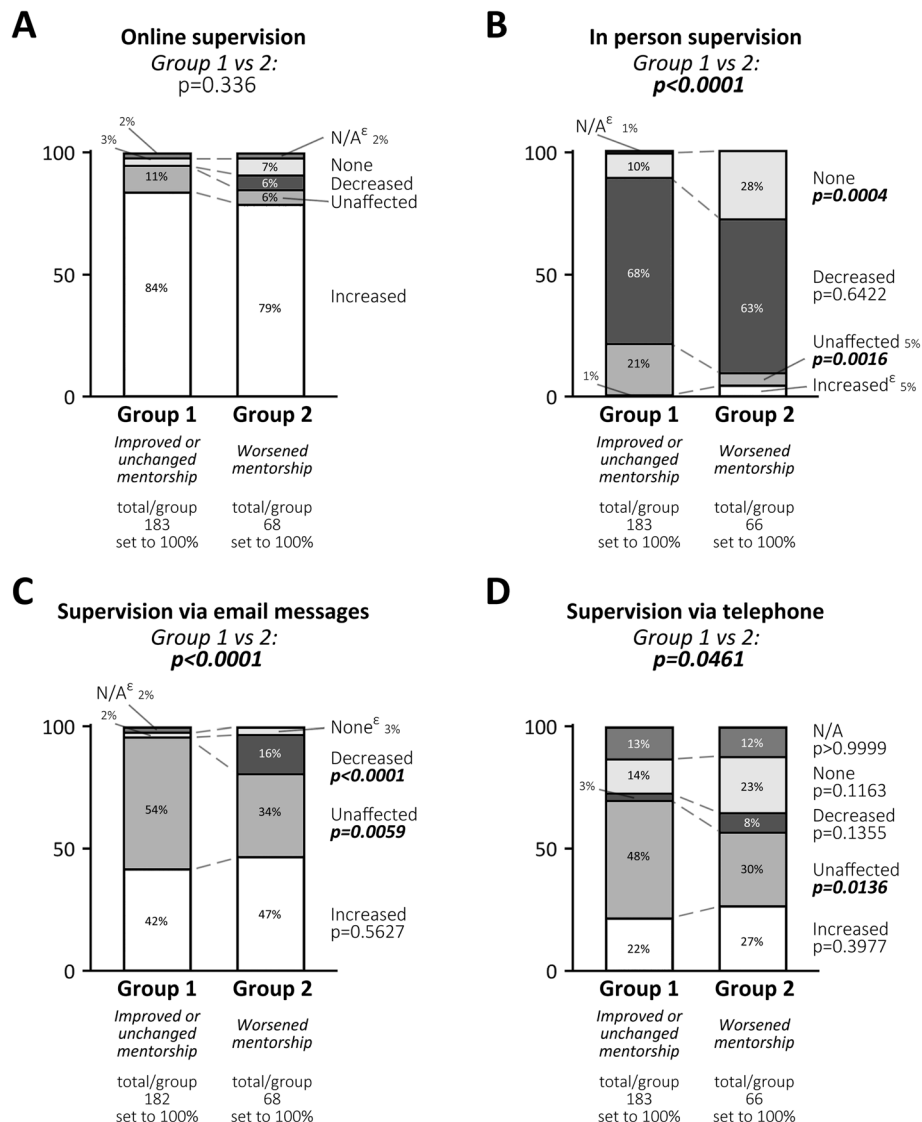 A
Online supervision
Group 1 vs 2:
p=0.336
2%
3%
N/Aᵋ 2%
100
50
0
11%
84%
7%
6%
6%
79%
None
Decreased
Unaffected
Increased
Group 1
Improved or
unchanged
mentorship
total/group
183
set to 100%
Group 2
Worsened
mentorship
total/group
68
set to 100%
B
In person supervision
Group 1 vs 2:
p<0.0001
N/Aᵋ 1%
100
50
0
10%
68%
21%
1%
28%
63%
None
p=0.0004
Decreased
p=0.6422
Unaffected 5%
p=0.0016
Increasedᵋ 5%
Group 1
Improved or
unchanged
mentorship
total/group
183
set to 100%
Group 2
Worsened
mentorship
total/group
66
set to 100%
C
Supervision via email messages
Group 1 vs 2:
p<0.0001
N/Aᵋ 2%
2%
100
50
0
54%
42%
16%
34%
47%
Noneᵋ 3%
Decreased
p<0.0001
Unaffected
p=0.0059
Increased
p=0.5627
Group 1
Improved or
unchanged
mentorship
total/group
182
set to 100%
Group 2
Worsened
mentorship
total/group
68
set to 100%
D
Supervision via telephone
Group 1 vs 2:
p=0.0461
100
50
0
13%
14%
3%
48%
22%
12%
23%
8%
30%
27%
N/A
p>0.9999
None
p=0.1163
Decreased
p=0.1355
Unaffected
p=0.0136
Increased
p=0.3977
Group 1
Improved or
unchanged
mentorship
total/group
183
set to 100%
Group 2
Worsened
mentorship
total/group
66
set to 100%